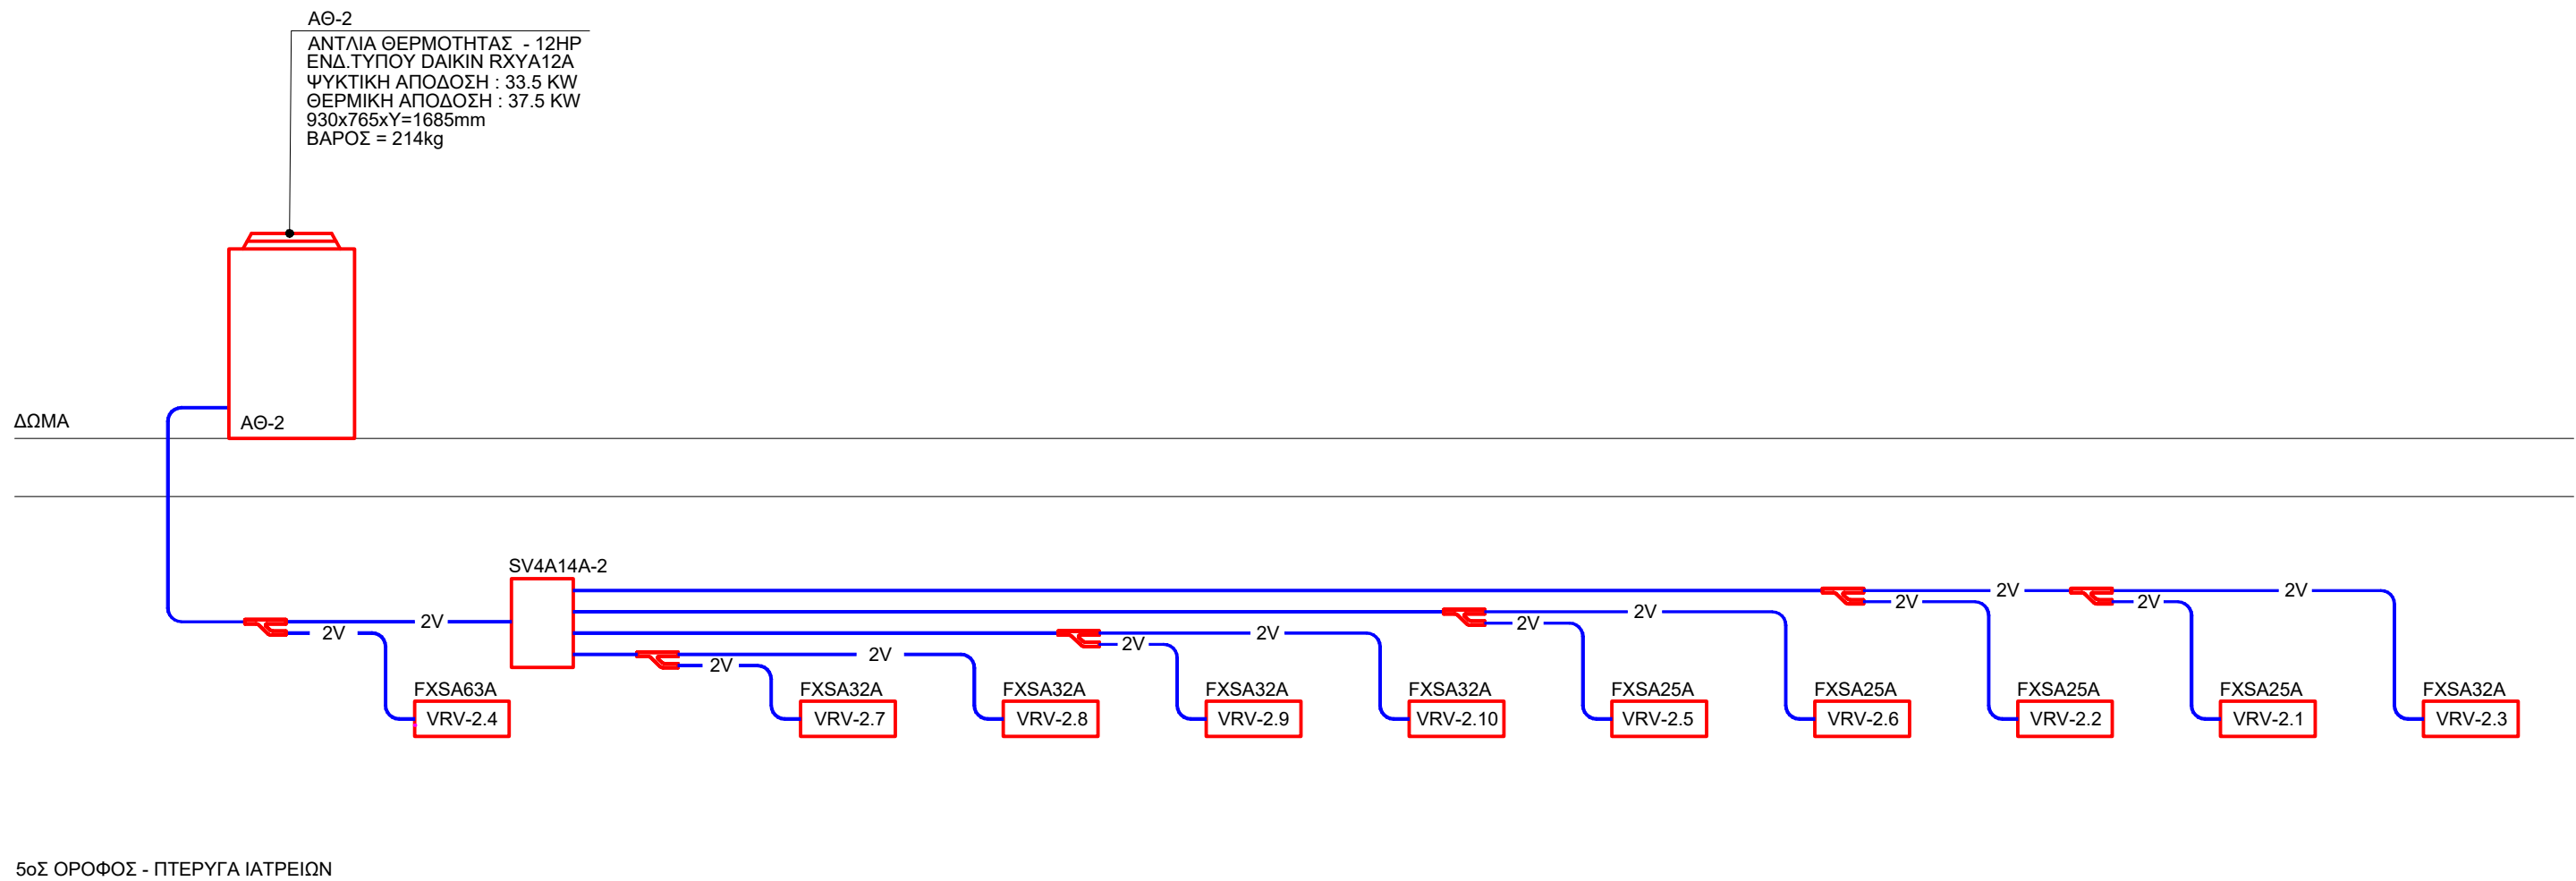 ΑΘ-2
ΑΝΤΛΙΑ ΘΕΡΜΟΤΗΤΑΣ - 12HP
ΕΝΔ.ΤΥΠΟΥ DAIKIN RXYA12A
ΨΥΚΤΙΚΗ ΑΠΟΔΟΣΗ : 33.5 KW
ΘΕΡΜΙΚΗ ΑΠΟΔΟΣΗ : 37.5 KW
930x765xY=1685mm
ΒΑΡΟΣ = 214kg
ΔΩΜΑ
ΑΘ-2
SV4A14A-2
2V 2V
2V 2V
2V 2V
2V 2V
2V 2V
2V 2V
FXSA63A FXSA32A FXSA32A FXSA32A FXSA32A FXSA25A FXSA25A FXSA25A FXSA25A FXSA32A
VRV-2.4 VRV-2.7 VRV-2.8 VRV-2.9 VRV-2.10 VRV-2.5 VRV-2.6 VRV-2.2 VRV-2.1 VRV-2.3
5οΣ ΟΡΟΦΟΣ - ΠΤΕΡΥΓΑ ΙΑΤΡΕΙΩΝ